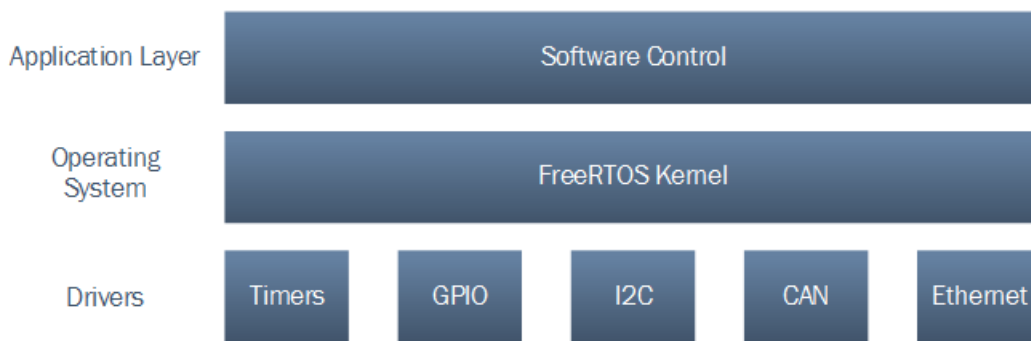 Application Layer
Software Control
Operating
System
FreeRTOS Kernel
Drivers
Timers
GPIO
I2C
CAN
Ethernet